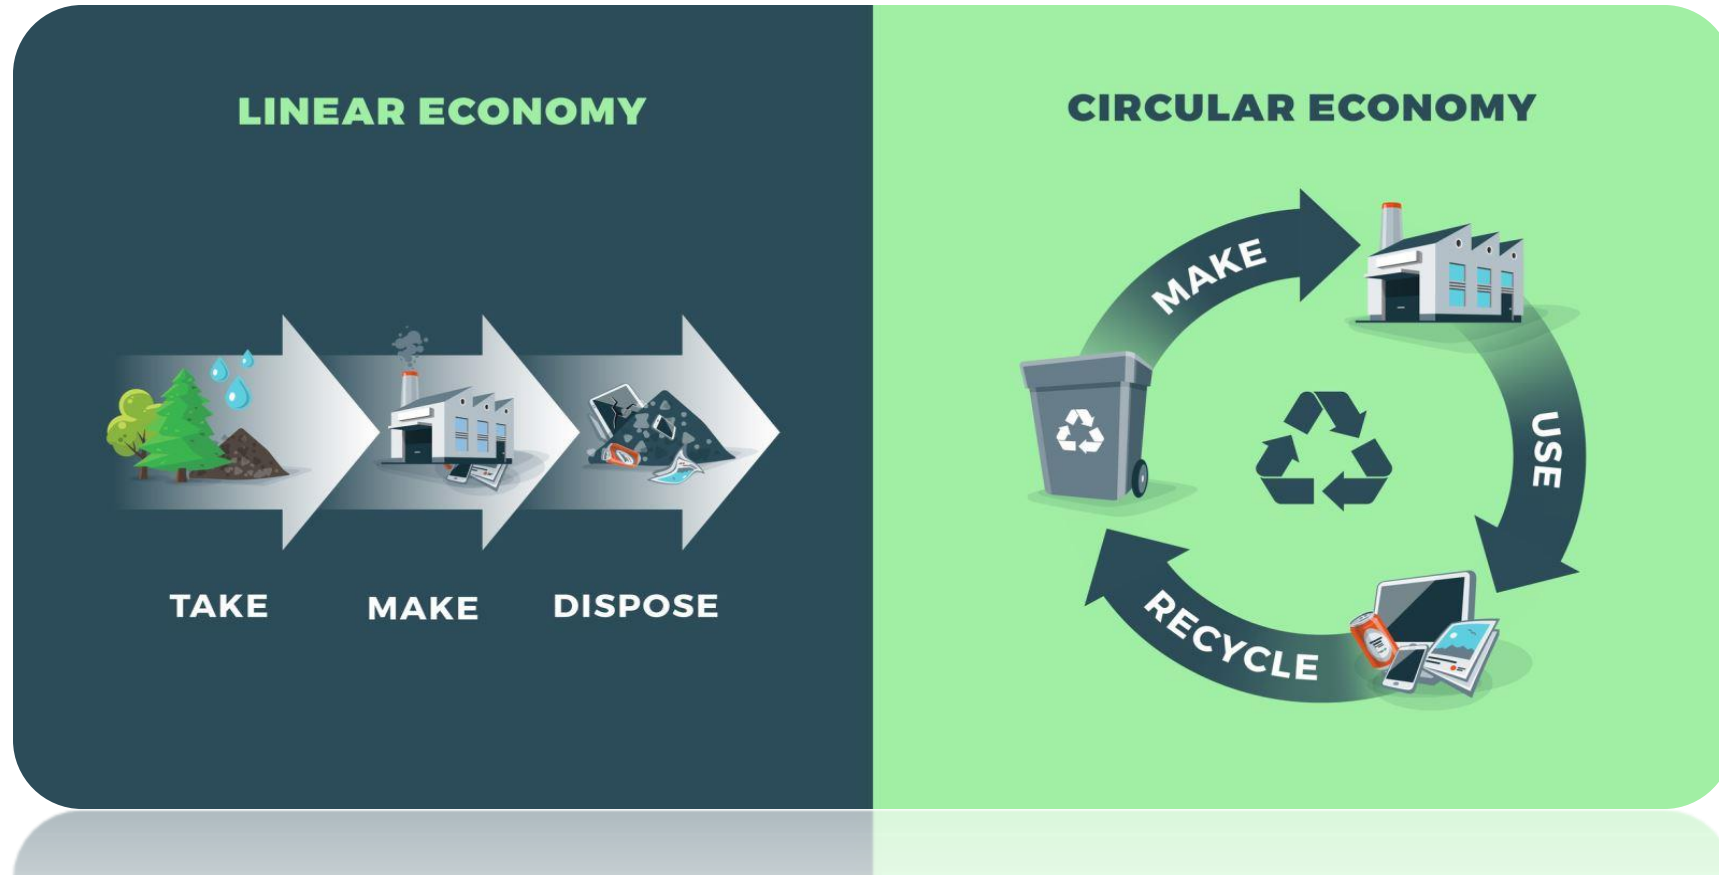 LINEAR ECONOMY
TAKE
MAKE
DISPOSE
CIRCULAR ECONOMY
MAKE
USE
RECYCLE